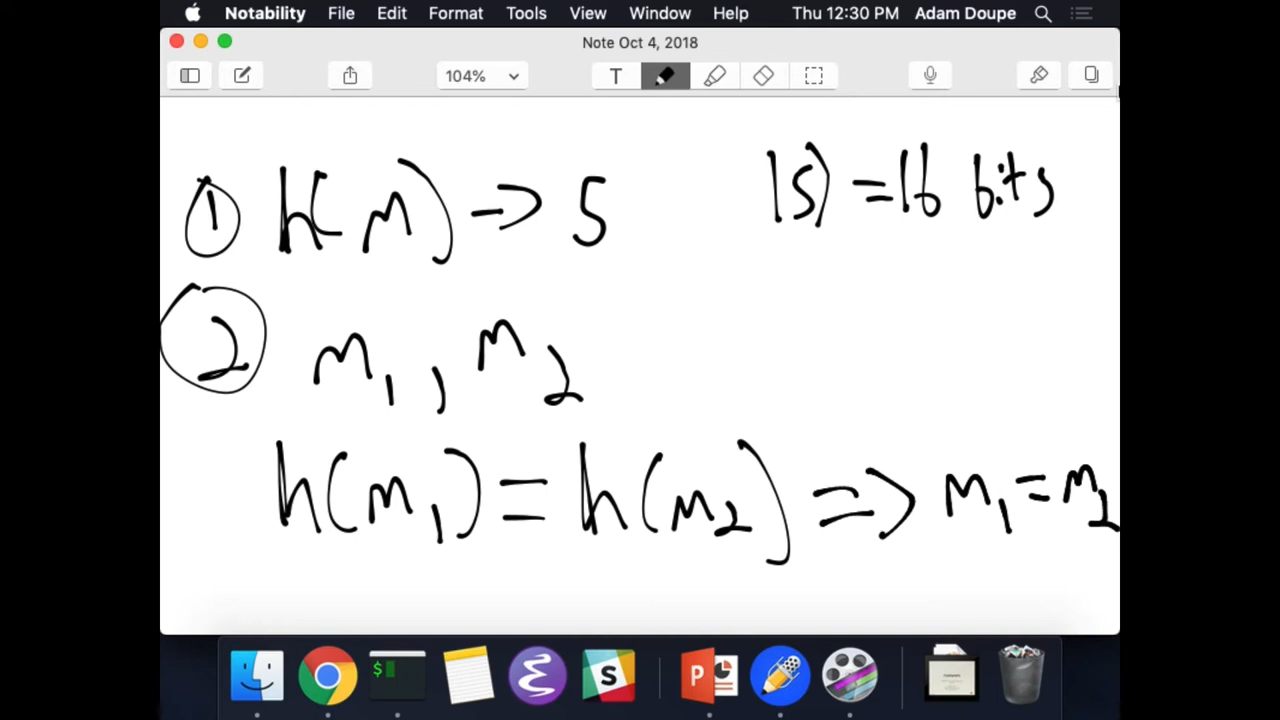 Notability File Edit Format Tools View Window Help Thu 12:30 PM Adam Doupe
Note Oct 4, 2018
T 104%
① h(m) -> S |S| = 16 bits
② m₁, m₂
h(m₁) = h(m₂) => m₁ = m₂
$
S
P